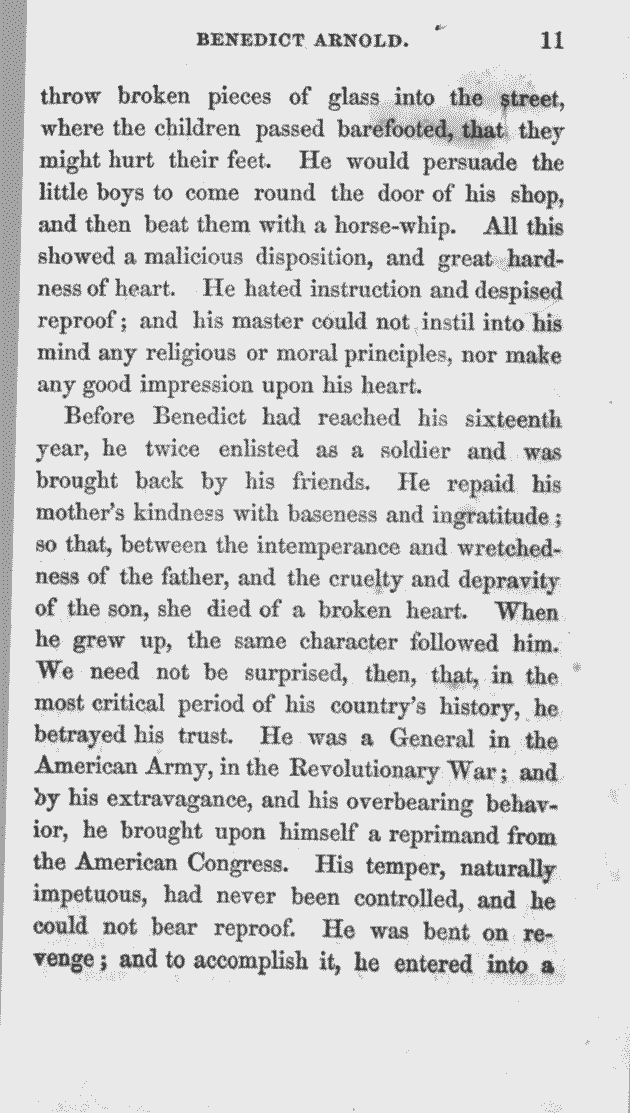 BENEDICT ARNOLD. 11
throw broken pieces of glass into the street,
where the children passed barefooted, that they
might hurt their feet. He would persuade the
little boys to come round the door of his shop,
and then beat them with a horse-whip. All this
showed a malicious disposition, and great hard-
ness of heart. He hated instruction and despised
reproof; and his master could not instil into his
mind any religious or moral principles, nor make
any good impression upon his heart.
Before Benedict had reached his sixteenth
year, he twice enlisted as a soldier and was
brought back by his friends. He repaid his
mother's kindness with baseness and ingratitude;
so that, between the intemperance and wretched-
ness of the father, and the cruelty and depravity
of the son, she died of a broken heart. When
he grew up, the same character followed him.
We need not be surprised, then, that, in the
most critical period of his country's history, he
betrayed his trust. He was a General in the
American Army, in the Revolutionary War; and
by his extravagance, and his overbearing behav-
ior, he brought upon himself a reprimand from
the American Congress. His temper, naturally
impetuous, had never been controlled, and he
could not bear reproof. He was bent on re-
venge; and to accomplish it, he entered into a